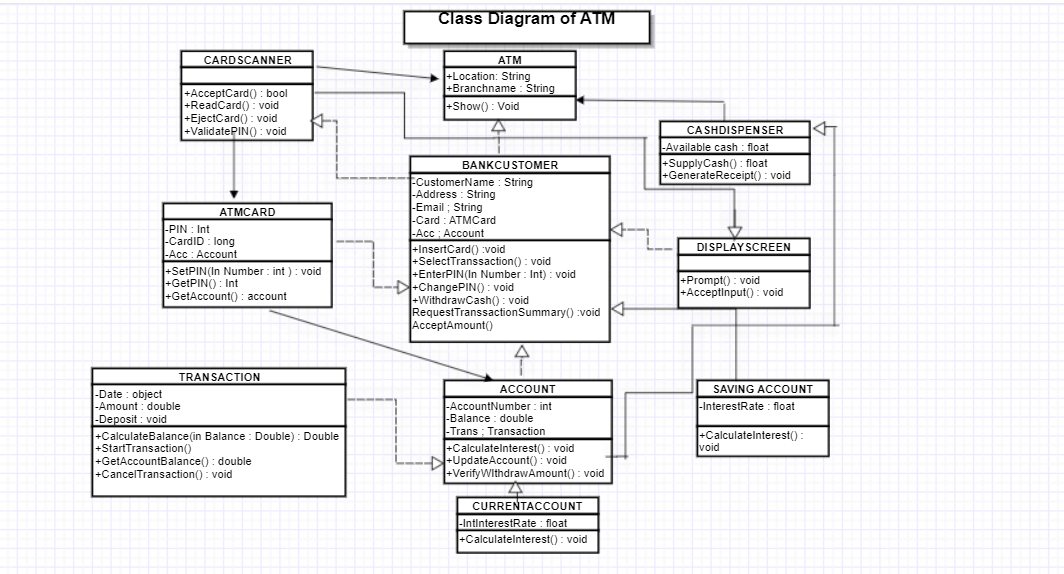 Class Diagram of ATM
CARDSCANNER
+AcceptCard() : bool
+ReadCard() : void
+EjectCard() : void
+ValidatePIN() : void
ATM
+Location: String
+Branchname : String
+Show() : Void
CASHDISPENSER
-Available cash : float
+SupplyCash() : float
+GenerateReceipt() : void
BANKCUSTOMER
-CustomerName : String
-Address : String
-Email ; String
-Card : ATMCard
-Acc ; Account
+InsertCard() :void
+SelectTranssaction() : void
+EnterPIN(In Number : Int) : void
+ChangePIN() : void
+WithdrawCash() : void
RequestTranssactionSummary() :void
AcceptAmount()
ATMCARD
-PIN : Int
-CardID : long
-Acc : Account
+SetPIN(In Number : int ) : void
+GetPIN() : Int
+GetAccount() : account
DISPLAYSCREEN
+Prompt() : void
+AcceptInput() : void
TRANSACTION
-Date : object
-Amount : double
-Deposit : void
+CalculateBalance(in Balance : Double) : Double
+StartTransaction()
+GetAccountBalance() : double
+CancelTransaction() : void
ACCOUNT
-AccountNumber : int
-Balance : double
-Trans ; Transaction
+CalculateInterest() : void
+UpdateAccount() : void
+VerifyWIthdrawAmount() : void
SAVING ACCOUNT
-InterestRate : float
+CalculateInterest() :
void
CURRENTACCOUNT
-IntInterestRate : float
+CalculateInterest() : void